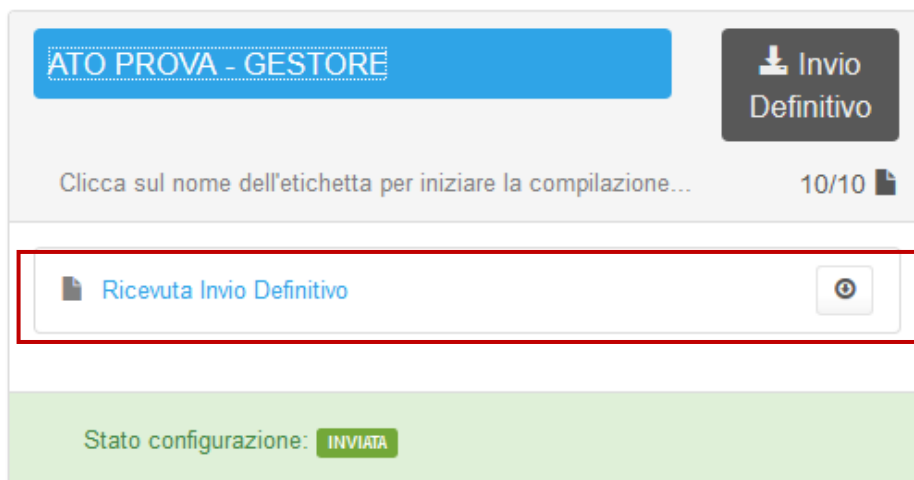 ATO PROVA - GESTORE
Invio
Definitivo
Clicca sul nome dell'etichetta per iniziare la compilazione...
10/10
Ricevuta Invio Definitivo
Stato configurazione: INVIATA